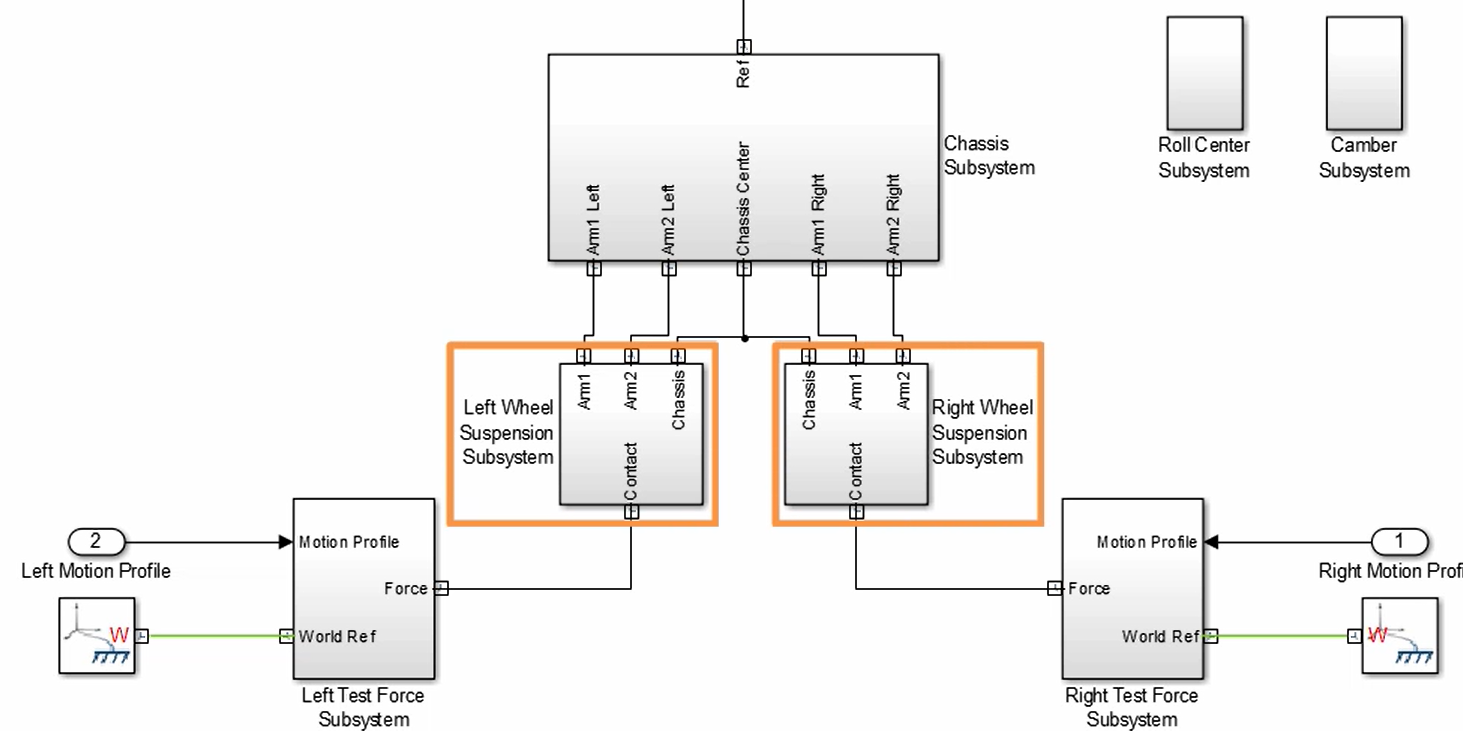 Ref
Chassis
Subsystem
Roll Center
Subsystem
Camber
Subsystem
Arm1 Left
Arm2 Left
Chassis Center
Arm1 Right
Arm2 Right
Left Wheel
Suspension
Subsystem
Arm1
Arm2
Chassis
Contact
Chassis
Arm1
Arm2
Contact
Right Wheel
Suspension
Subsystem
2
Left Motion Profile
Motion Profile
Force
World Ref
W
Left Test Force
Subsystem
Motion Profile
Force
World Ref
Right Test Force
Subsystem
1
Right Motion Profi
W